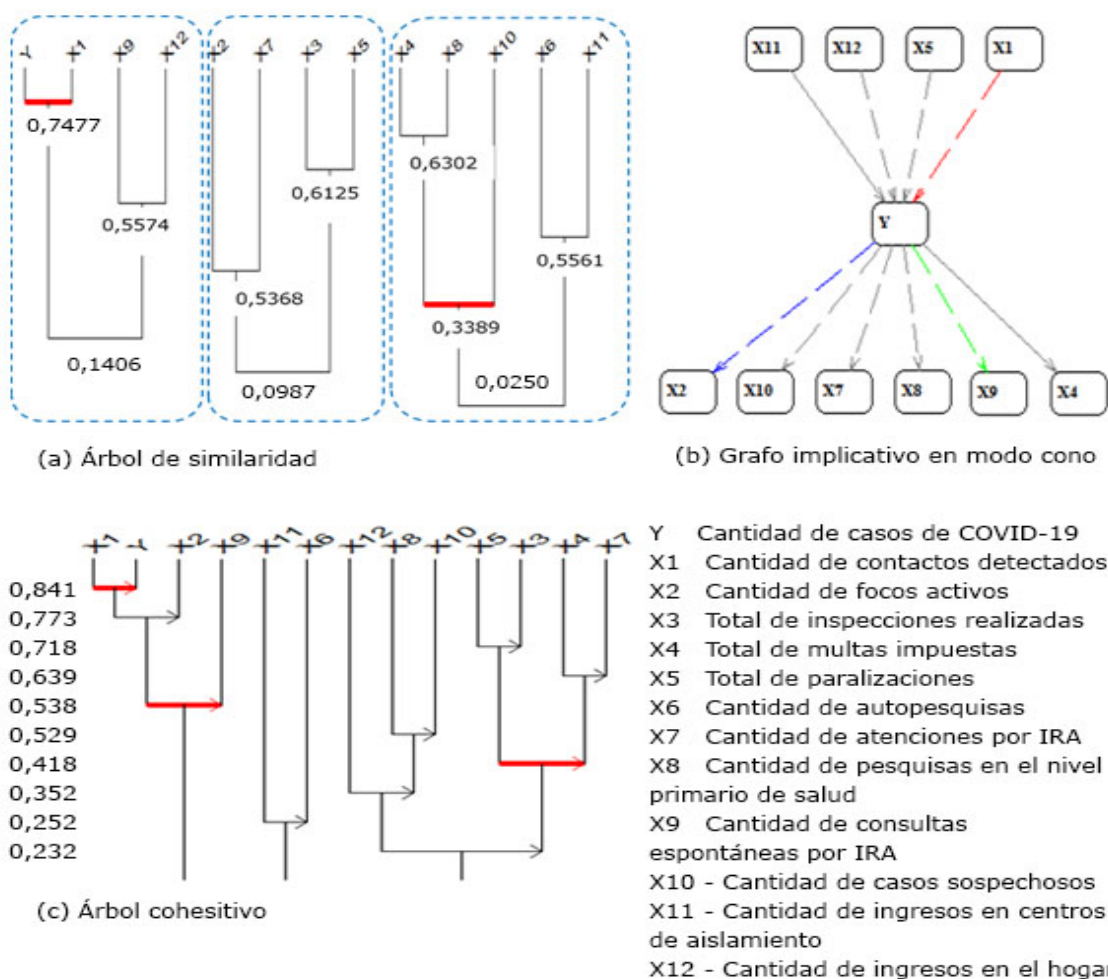 Y X1 X9 X12 X2 X7 X3 X5 X4 X8 X10 X6 X11
0,7477
0,6302
0,6125
0,5574
0,5561
0,5368
0,3389
0,1406
0,0987
0,0250
(a) Árbol de similaridad
X11 X12 X5 X1
Y
X2 X10 X7 X8 X9 X4
(b) Grafo implicativo en modo cono
X1 Y X2 X9 X11 X6 X12 X8 X10 X5 X3 X4 X7
0,841
0,773
0,718
0,639
0,538
0,529
0,418
0,352
0,252
0,232
(c) Árbol cohesitivo
Y Cantidad de casos de COVID-19
X1 Cantidad de contactos detectados
X2 Cantidad de focos activos
X3 Total de inspecciones realizadas
X4 Total de multas impuestas
X5 Total de paralizaciones
X6 Cantidad de autopesquisas
X7 Cantidad de atenciones por IRA
X8 Cantidad de pesquisas en el nivel
primario de salud
X9 Cantidad de consultas
espontáneas por IRA
X10 - Cantidad de casos sospechosos
X11 - Cantidad de ingresos en centros
de aislamiento
X12 - Cantidad de ingresos en el hogar